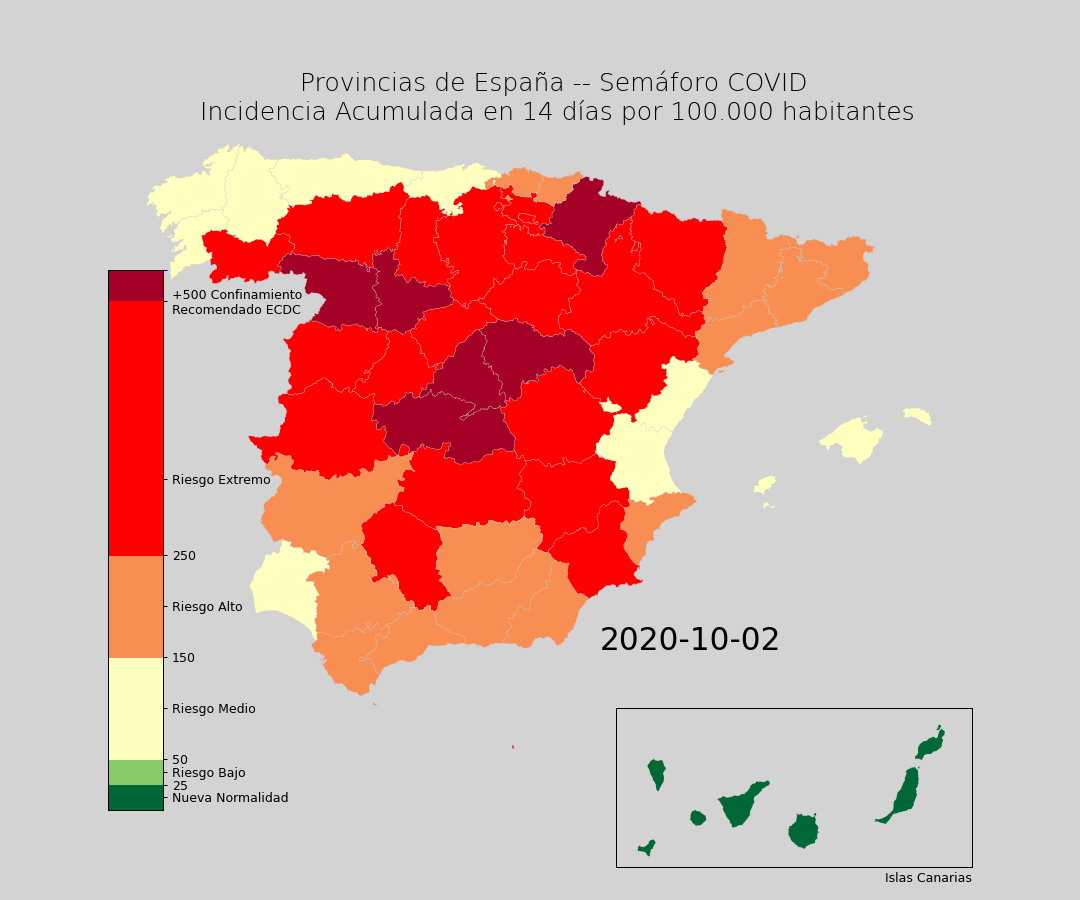 Provincias de España -- Semáforo COVID
Incidencia Acumulada en 14 días por 100.000 habitantes
+500 Confinamiento
Recomendado ECDC
Riesgo Extremo
250
Riesgo Alto
150
Riesgo Medio
50
Riesgo Bajo
25
Nueva Normalidad
2020-10-02
Islas Canarias